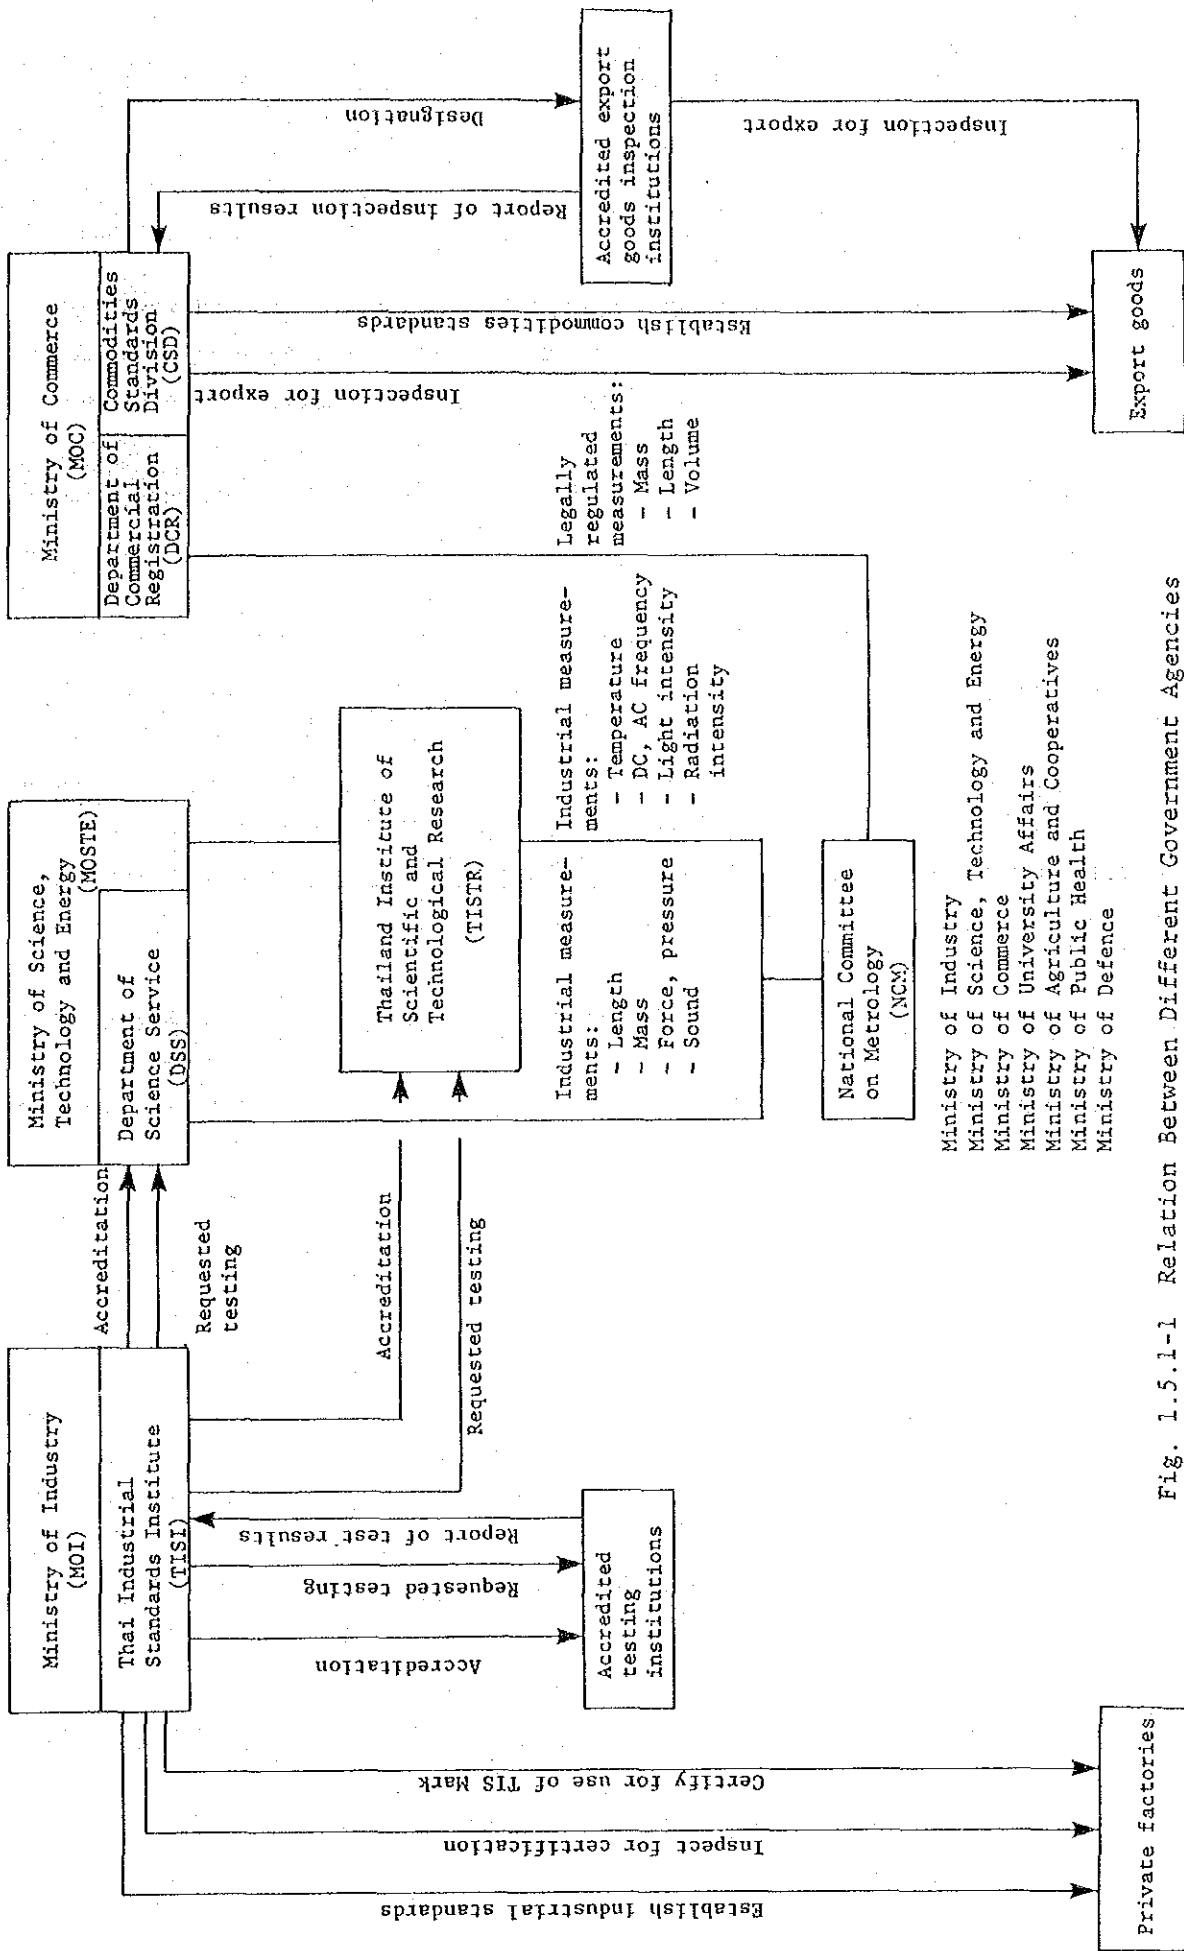 Ministry of Industry
(MOI)
Thai Industrial
Standards Institute
(TISI)
Accreditation
Requested
testing
Ministry of Science,
Technology and Energy
(MOSTE)
Department of
Science Service
(DSS)
Ministry of Commerce
(MOC)
Department of
Commercial
Registration
(DCR)
Commodities
Standards
Division
(CSD)
Establish industrial standards
Inspect for certification
Certify for use of TIS Mark
Accreditation
Requested testing
Report of test results
Accreditation
Requested testing
Thailand Institute of
Scientific and
Technological Research
(TISTR)
Inspection for export
Establish commodities standards
Report of inspection results
Designation
Accredited
testing
institutions
Industrial measure-
ments:
- Length
- Mass
- Force, pressure
- Sound
Industrial measure-
ments:
- Temperature
- DC, AC frequency
- Light intensity
- Radiation
intensity
Legally
regulated
measurements:
- Mass
- Length
- Volume
Accredited export
goods inspection
institutions
Inspection for export
National Committee
on Metrology
(NCM)
Ministry of Industry
Ministry of Science, Technology and Energy
Ministry of Commerce
Ministry of University Affairs
Ministry of Agriculture and Cooperatives
Ministry of Public Health
Ministry of Defence
Private factories
Export goods
Fig. 1.5.1-1 Relation Between Different Government Agencies